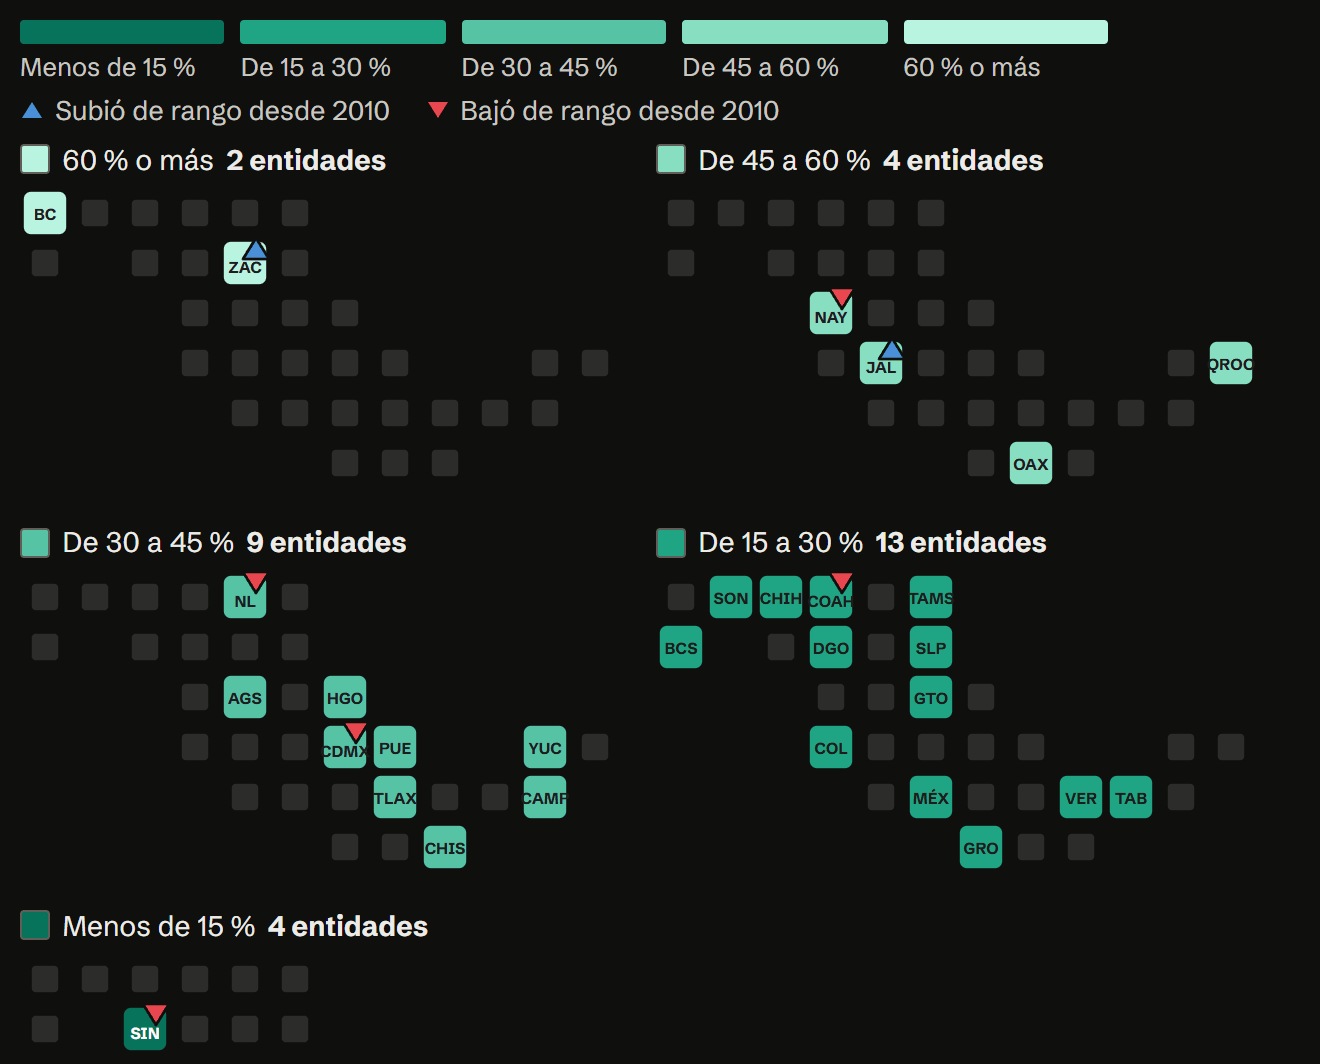 Menos de 15 % De 15 a 30 % De 30 a 45 % De 45 a 60 % 60 % o más
Subió de rango desde 2010 Bajó de rango desde 2010
60 % o más 2 entidades
BC
ZAC
De 45 a 60 % 4 entidades
NAY
JAL QROO
OAX
De 30 a 45 % 9 entidades
NL
AGS HGO
CDMX PUE YUC
TLAX CAMP
CHIS
De 15 a 30 % 13 entidades
SON CHIH COAH TAMS
BCS DGO SLP
GTO
COL
MÉX VER TAB
GRO
Menos de 15 % 4 entidades
SIN